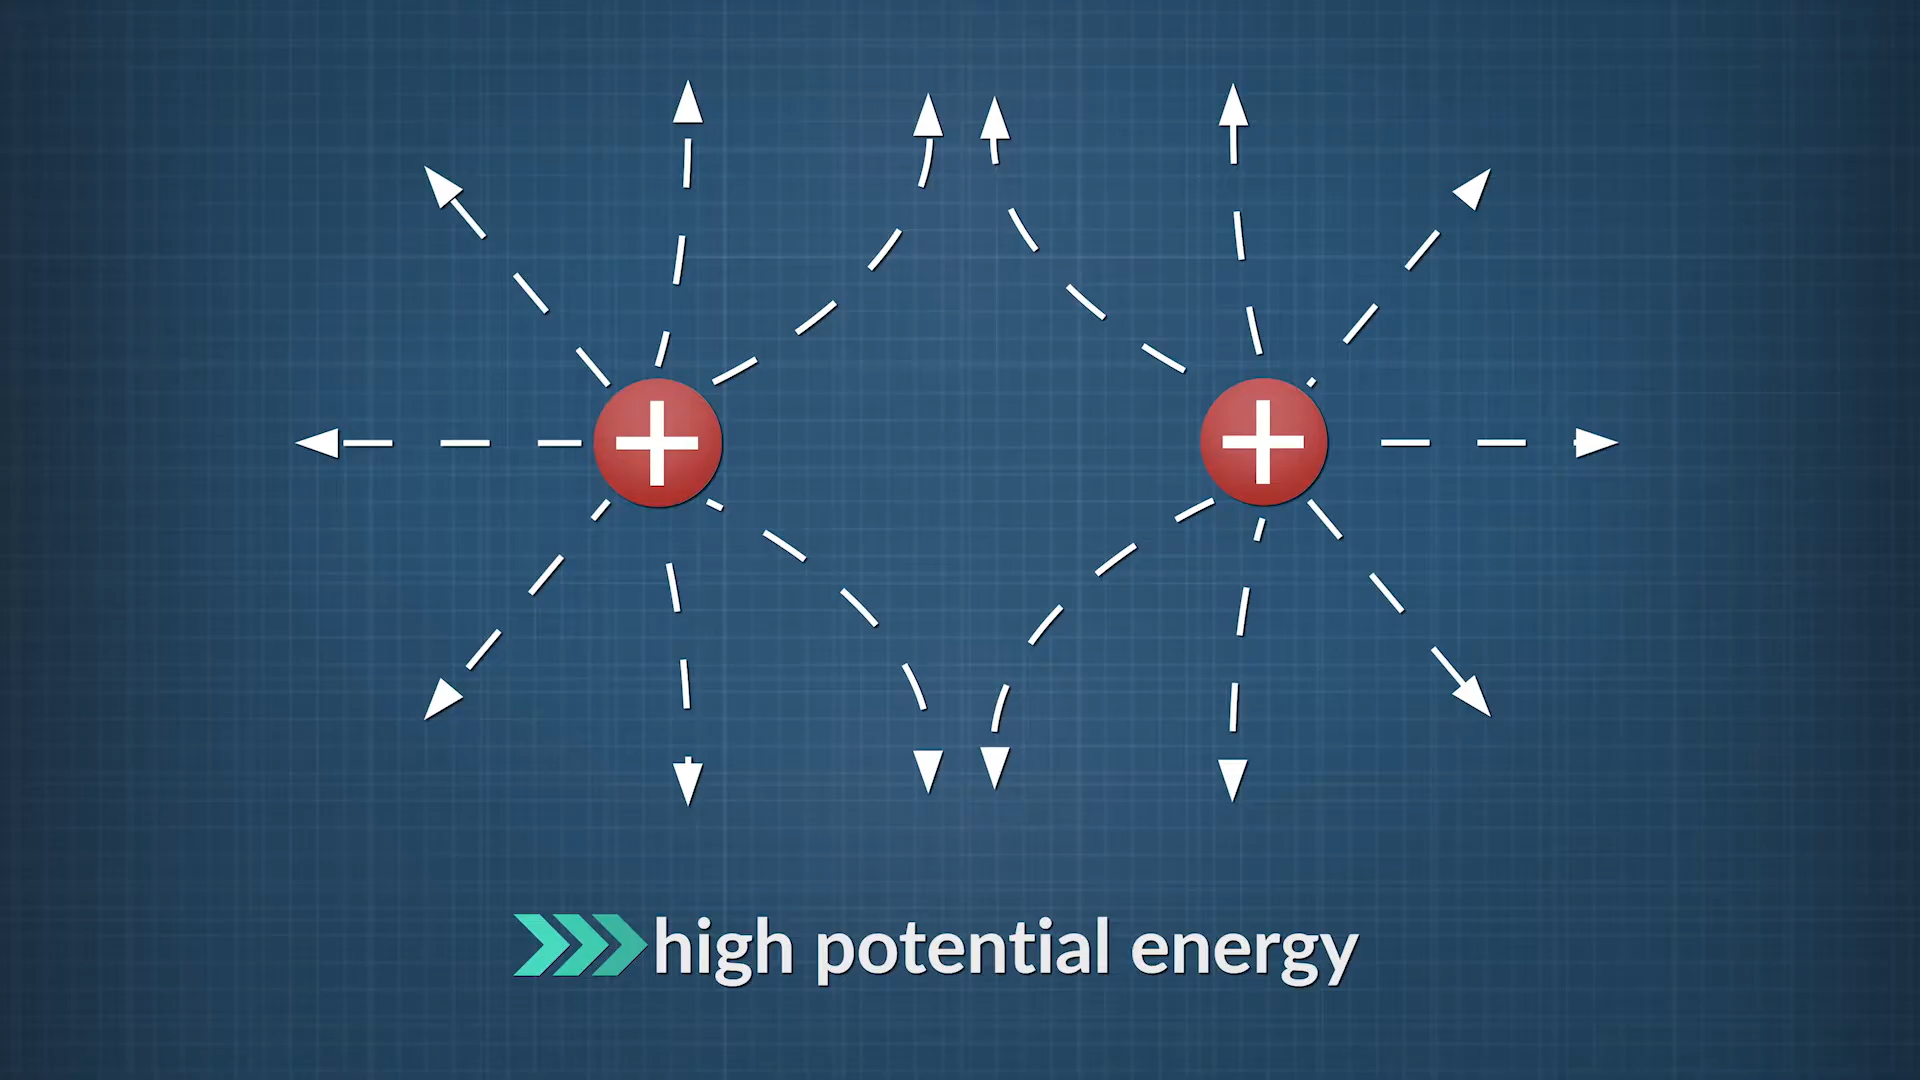 + +
high potential energy